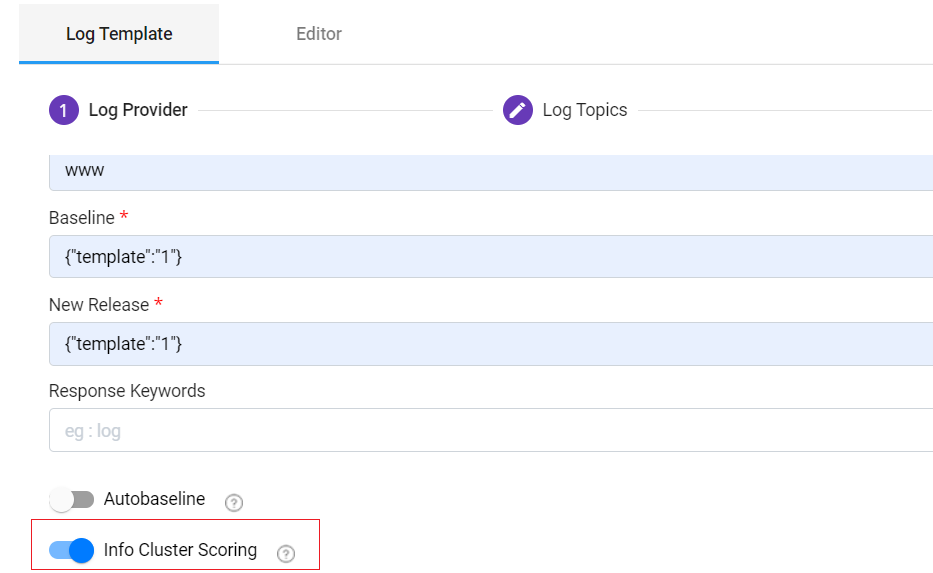 Log Template Editor
1 Log Provider Log Topics
www
Baseline *
{"template":"1"}
New Release *
{"template":"1"}
Response Keywords
eg : log
Autobaseline ?
Info Cluster Scoring ?